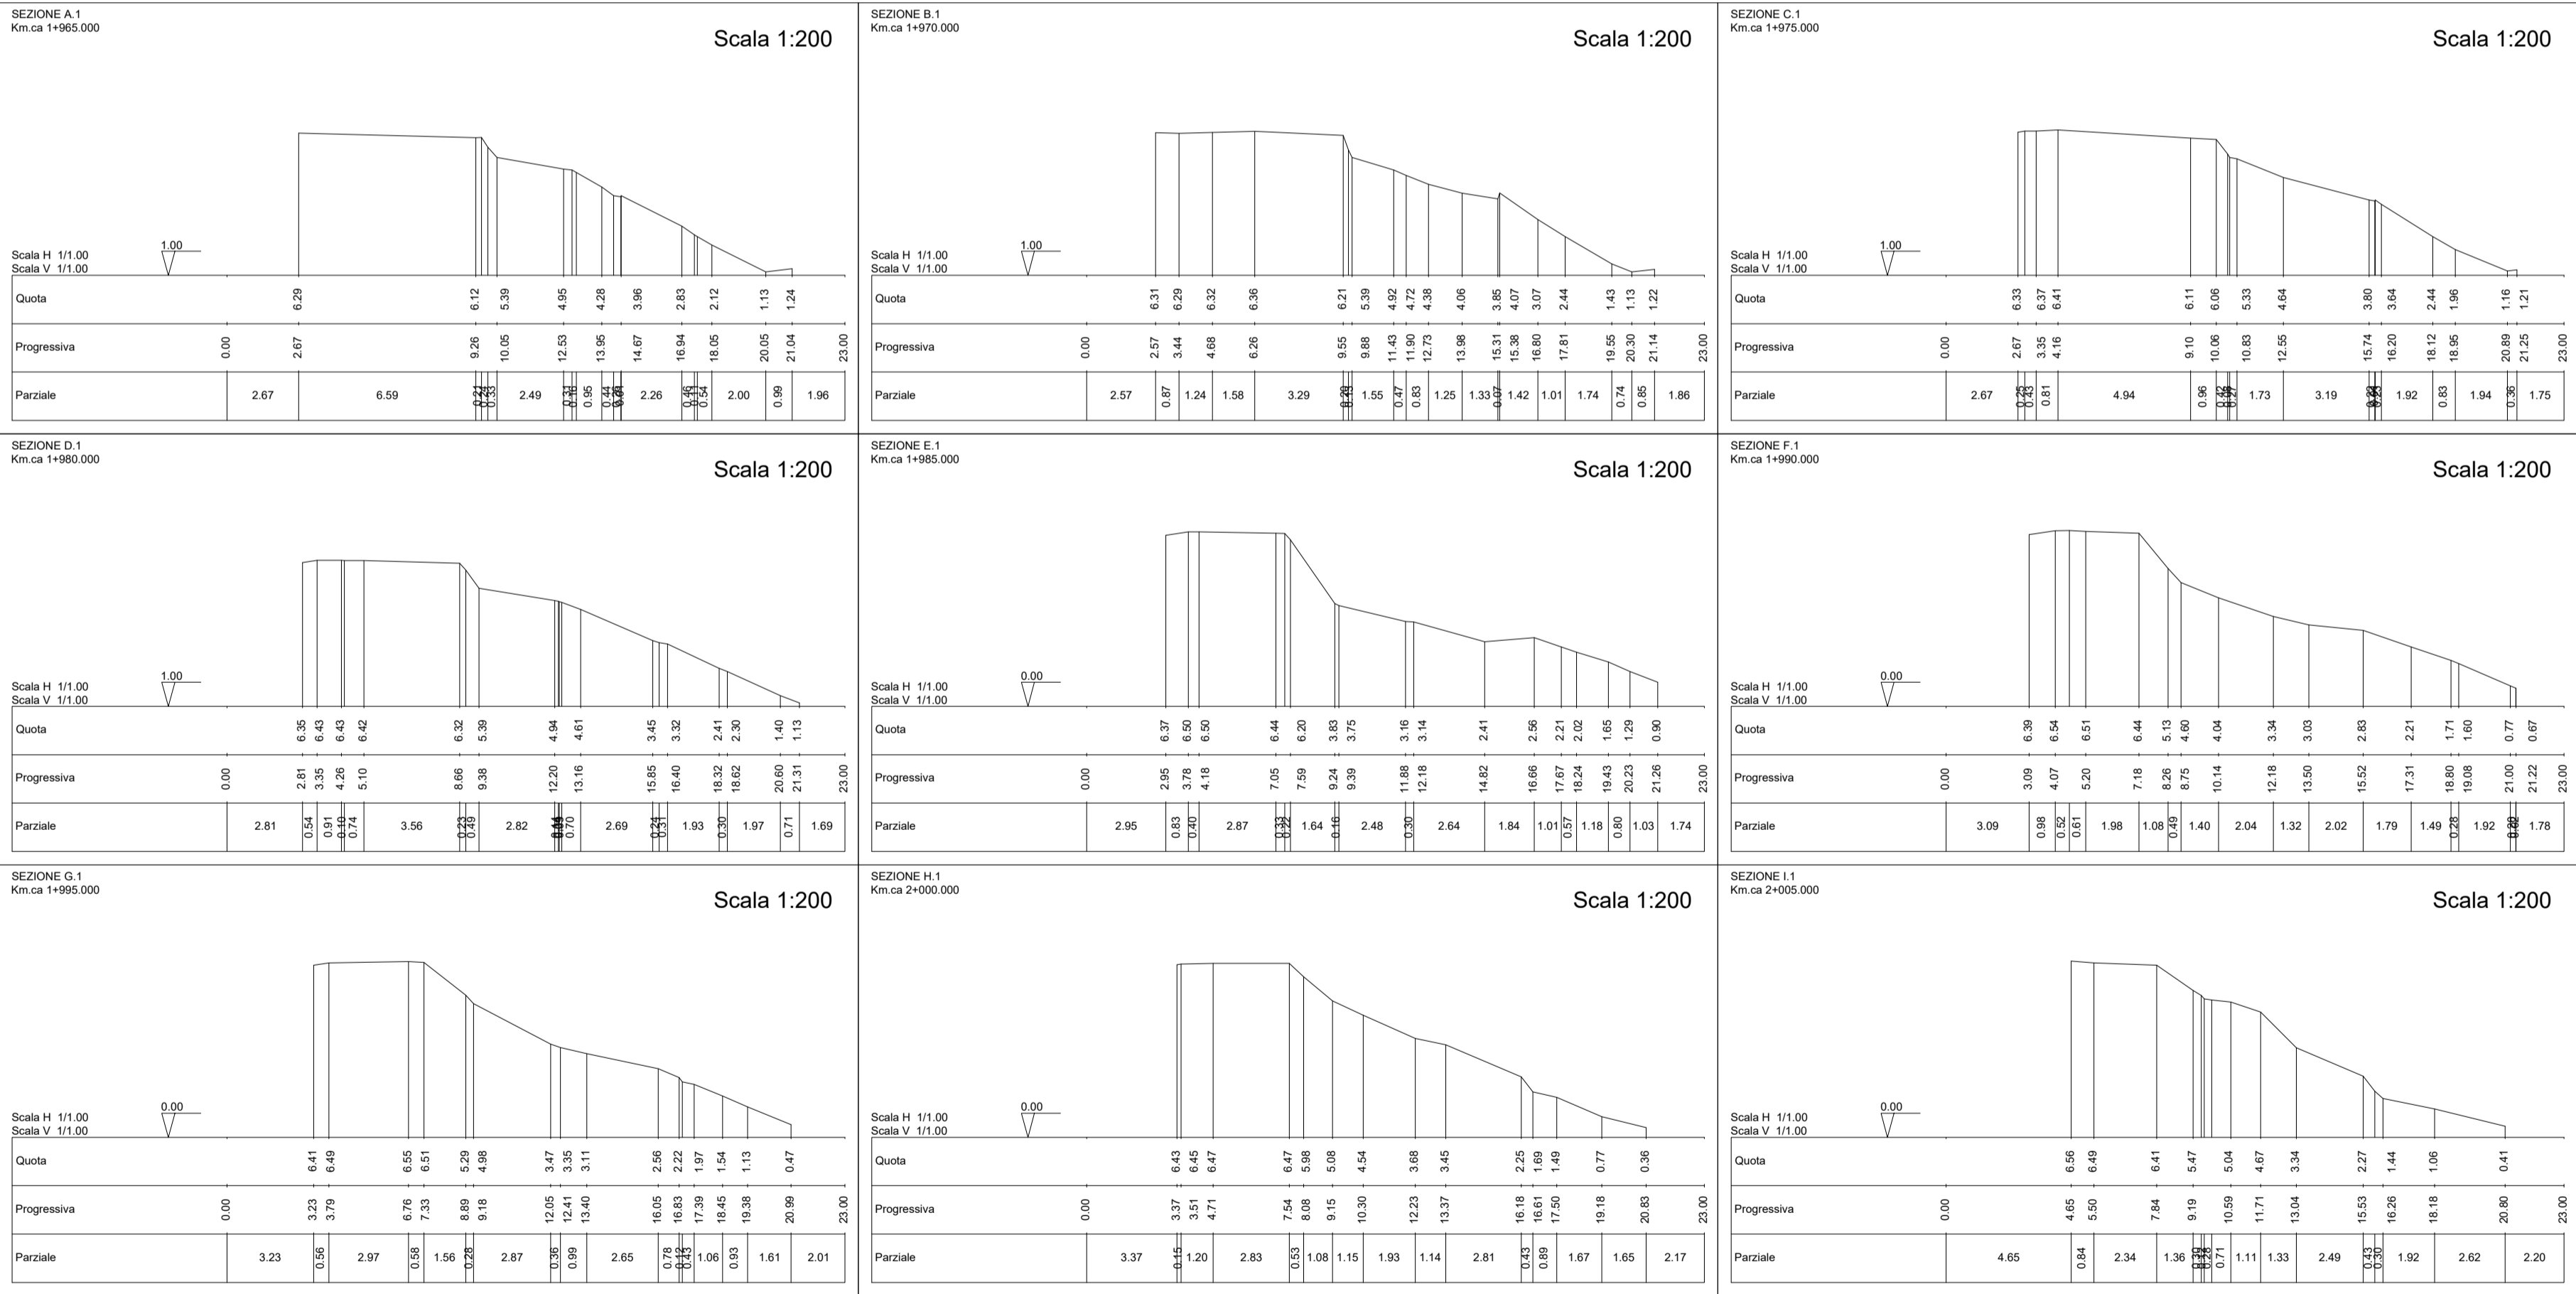 SEZIONE A.1
Km.ca 1+965.000
Scala 1:200
1.00
Scala H 1/1.00
Scala V 1/1.00
Quota 6.29 6.12 5.39 4.95 4.28 3.96 2.83 2.12 1.13 1.24
Progressiva 0.00 2.67 9.26 10.05 12.53 13.95 14.67 16.94 18.05 20.05 21.04 23.00
Parziale 2.67 6.59 0.33 2.49 0.95 0.44 2.26 0.46 0.54 2.00 0.99 1.96
SEZIONE B.1
Km.ca 1+970.000
Scala 1:200
1.00
Scala H 1/1.00
Scala V 1/1.00
Quota 6.31 6.29 6.32 6.36 6.21 5.39 4.92 4.72 4.38 4.06 3.85 4.07 3.07 2.44 1.43 1.13 1.22
Progressiva 0.00 2.57 3.44 4.68 6.26 9.55 9.88 11.43 11.90 12.73 13.98 15.31 15.38 16.80 17.81 19.55 20.30 21.14 23.00
Parziale 2.57 0.87 1.24 1.58 3.29 1.55 0.47 0.83 1.25 1.33 0.07 1.42 1.01 1.74 0.74 0.85 1.86
SEZIONE C.1
Km.ca 1+975.000
Scala 1:200
1.00
Scala H 1/1.00
Scala V 1/1.00
Quota 6.33 6.37 6.41 6.11 6.06 5.33 4.64 3.80 3.64 2.44 1.96 1.16 1.21
Progressiva 0.00 2.67 3.35 4.16 9.10 10.06 10.83 12.55 15.74 16.20 18.12 18.95 20.89 21.25 23.00
Parziale 2.67 0.25 0.43 0.81 4.94 0.96 0.42 0.27 1.73 3.19 0.23 1.92 0.83 1.94 0.36 1.75
SEZIONE D.1
Km.ca 1+980.000
Scala 1:200
1.00
Scala H 1/1.00
Scala V 1/1.00
Quota 6.35 6.43 6.43 6.42 6.32 5.39 4.94 4.61 3.45 3.32 2.41 2.30 1.40 1.13
Progressiva 0.00 2.81 3.35 4.26 5.10 8.66 9.38 12.20 13.16 15.85 16.40 18.32 18.62 20.60 21.31 23.00
Parziale 2.81 0.54 0.91 0.10 0.74 3.56 0.23 0.49 2.82 0.70 2.69 0.24 0.31 1.93 0.30 1.97 0.71 1.69
SEZIONE E.1
Km.ca 1+985.000
Scala 1:200
0.00
Scala H 1/1.00
Scala V 1/1.00
Quota 6.37 6.50 6.50 6.44 6.20 3.83 3.75 3.16 3.14 2.41 2.56 2.21 2.02 1.65 1.29 0.90
Progressiva 0.00 2.95 3.78 4.18 7.05 7.59 9.24 9.39 11.88 12.18 14.82 16.66 17.67 18.24 19.43 20.23 21.26 23.00
Parziale 2.95 0.83 0.40 2.87 0.33 0.22 1.64 0.16 2.48 0.30 2.64 1.84 1.01 0.57 1.18 0.80 1.03 1.74
SEZIONE F.1
Km.ca 1+990.000
Scala 1:200
0.00
Scala H 1/1.00
Scala V 1/1.00
Quota 6.39 6.54 6.51 6.44 5.13 4.60 4.04 3.34 3.03 2.83 2.21 1.71 1.60 0.77 0.67
Progressiva 0.00 3.09 4.07 5.20 7.18 8.26 8.75 10.14 12.18 13.50 15.52 17.31 18.80 19.08 21.00 21.22 23.00
Parziale 3.09 0.98 0.52 0.61 1.98 1.08 0.49 1.40 2.04 1.32 2.02 1.79 1.49 0.28 1.92 0.20 0.02 1.78
SEZIONE G.1
Km.ca 1+995.000
Scala 1:200
0.00
Scala H 1/1.00
Scala V 1/1.00
Quota 6.41 6.49 6.55 6.51 5.29 4.98 3.47 3.35 3.11 2.56 2.22 1.97 1.54 1.13 0.47
Progressiva 0.00 3.23 3.79 6.76 7.33 8.89 9.18 12.05 12.41 13.40 16.05 16.83 17.39 18.45 19.38 20.99 23.00
Parziale 3.23 0.56 2.97 0.58 1.56 0.28 2.87 0.36 0.99 2.65 0.78 0.12 0.43 1.06 0.93 1.61 2.01
SEZIONE H.1
Km.ca 2+000.000
Scala 1:200
0.00
Scala H 1/1.00
Scala V 1/1.00
Quota 6.43 6.45 6.47 6.47 5.98 5.08 4.54 3.68 3.45 2.25 1.69 1.49 0.77 0.36
Progressiva 0.00 3.37 3.51 4.71 7.54 8.08 9.15 10.30 12.23 13.37 16.18 16.61 17.50 19.18 20.83 23.00
Parziale 3.37 0.15 1.20 2.83 0.53 1.08 1.15 1.93 1.14 2.81 0.43 0.89 1.67 1.65 2.17
SEZIONE I.1
Km.ca 2+005.000
Scala 1:200
0.00
Scala H 1/1.00
Scala V 1/1.00
Quota 6.56 6.49 6.41 5.47 5.04 4.67 3.34 2.27 1.44 1.06 0.41
Progressiva 0.00 4.65 5.50 7.84 9.19 10.59 11.71 13.04 15.53 16.26 18.18 20.80 23.00
Parziale 4.65 0.84 2.34 1.36 0.30 0.28 0.71 1.11 1.33 2.49 0.43 0.30 1.92 2.62 2.20